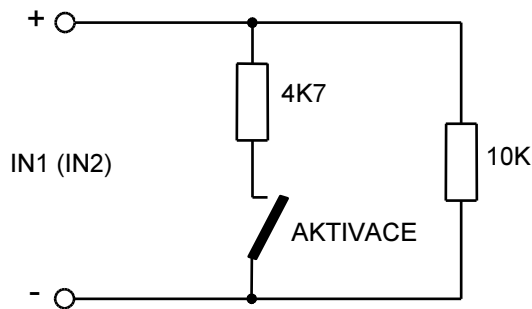 +
4K7
IN1 (IN2)
10K
AKTIVACE
-